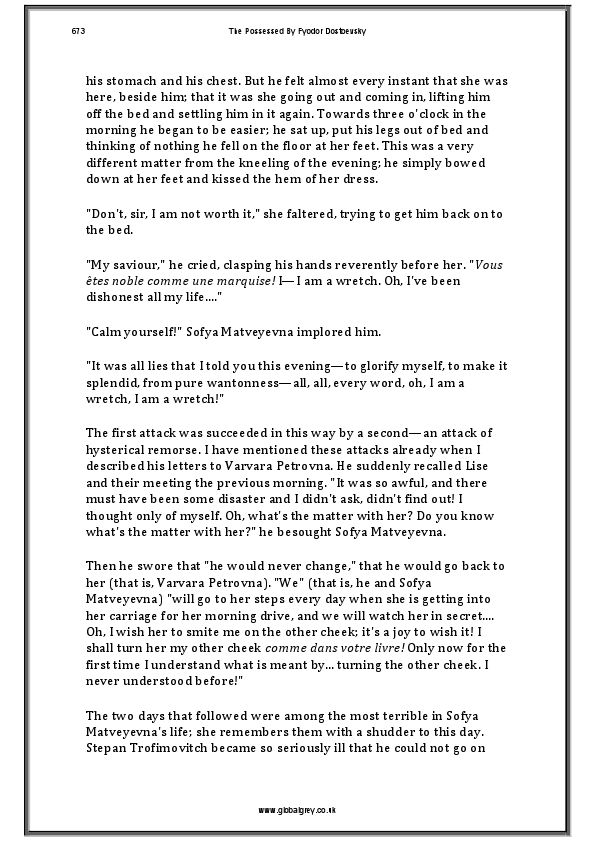 673
The Possessed By Fyodor Dostoevsky
his stomach and his chest. But he felt almost every instant that she was
here, beside him; that it was she going out and coming in, lifting him
off the bed and settling him in it again. Towards three o'clock in the
morning he began to be easier; he sat up, put his legs out of bed and
thinking of nothing he fell on the floor at her feet. This was a very
different matter from the kneeling of the evening; he simply bowed
down at her feet and kissed the hem of her dress.
"Don't, sir, I am not worth it," she faltered, trying to get him back on to
the bed.
"My saviour," he cried, clasping his hands reverently before her. "Vous
êtes noble comme une marquise! I—I am a wretch. Oh, I've been
dishonest all my life...."
"Calm yourself!" Sofya Matveyevna implored him.
"It was all lies that I told you this evening—to glorify myself, to make it
splendid, from pure wantonness—all, all, every word, oh, I am a
wretch, I am a wretch!"
The first attack was succeeded in this way by a second—an attack of
hysterical remorse. I have mentioned these attacks already when I
described his letters to Varvara Petrovna. He suddenly recalled Lise
and their meeting the previous morning. "It was so awful, and there
must have been some disaster and I didn't ask, didn't find out! I
thought only of myself. Oh, what's the matter with her? Do you know
what's the matter with her?" he besought Sofya Matveyevna.
Then he swore that "he would never change," that he would go back to
her (that is, Varvara Petrovna). "We" (that is, he and Sofya
Matveyevna) "will go to her steps every day when she is getting into
her carriage for her morning drive, and we will watch her in secret....
Oh, I wish her to smite me on the other cheek; it's a joy to wish it! I
shall turn her my other cheek comme dans votre livre! Only now for the
first time I understand what is meant by... turning the other cheek. I
never understood before!"
The two days that followed were among the most terrible in Sofya
Matveyevna's life; she remembers them with a shudder to this day.
Stepan Trofimovitch became so seriously ill that he could not go on
www.globalgrey.co.uk